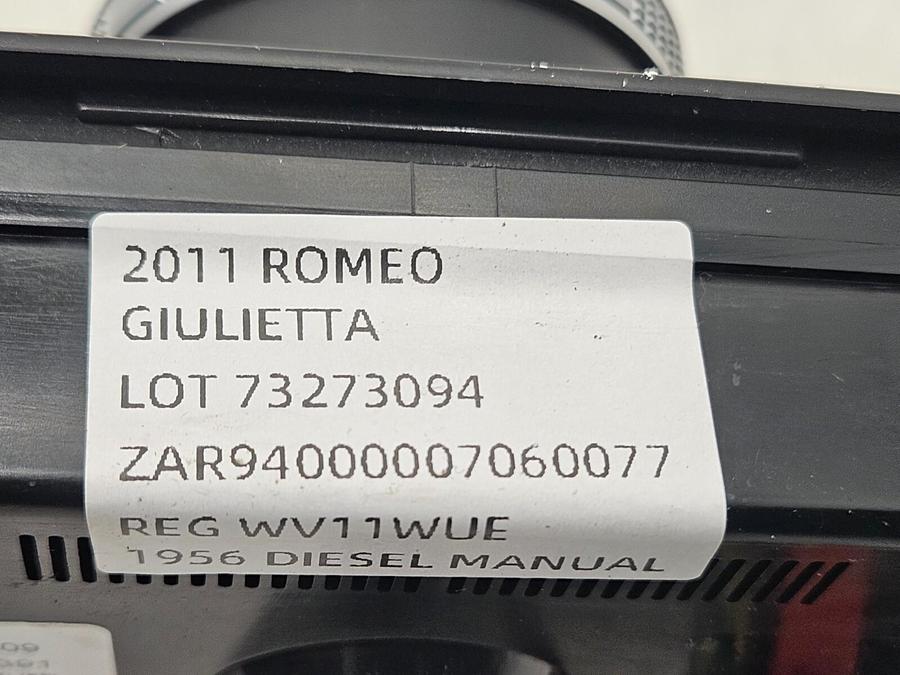 2011 ROMEO
GIULIETTA
LOT 73273094
ZAR94000007060077
REG WV11WUE
1956 DIESEL MANUAL